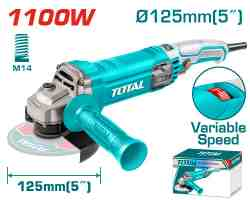 1100W
Ø125mm(5″)
M14
TOTAL
Variable
Speed
125mm(5″)